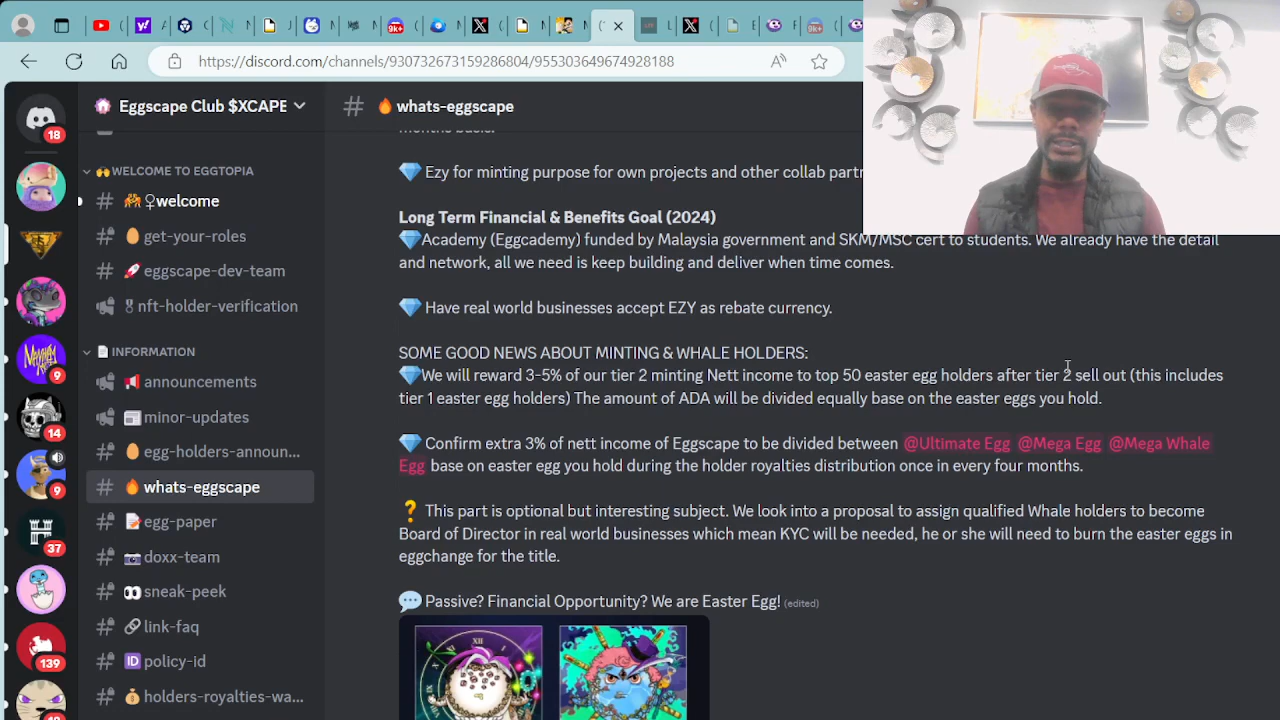 https://discord.com/channels/930732673159286804/955303649674928188
Eggscape Club $XCAPE
WELCOME TO EGGTOPIA
welcome
get-your-roles
eggscape-dev-team
nft-holder-verification
INFORMATION
announcements
minor-updates
egg-holders-announ...
whats-eggscape
egg-paper
doxx-team
sneak-peek
link-faq
policy-id
holders-royalties-wa...
18
9
14
9
37
139
whats-eggscape
months basis.
Ezy for minting purpose for own projects and other collab
Long Term Financial & Benefits Goal (2024)
Academy (Eggcademy) funded by Malaysia government and SKM/MSC cert to students. We already have the detail
and network, all we need is keep building and deliver when time comes.
Have real world businesses accept EZY as rebate currency.
SOME GOOD NEWS ABOUT MINTING & WHALE HOLDERS:
We will reward 3-5% of our tier 2 minting Nett income to top 50 easter egg holders after tier 2 sell out (this includes
tier 1 easter egg holders) The amount of ADA will be divided equally base on the easter eggs you hold.
Confirm extra 3% of nett income of Eggscape to be divided between @Ultimate Egg @Mega Egg @Mega Whale
Egg base on easter egg you hold during the holder royalties distribution once in every four months.
This part is optional but interesting subject. We look into a proposal to assign qualified Whale holders to become
Board of Director in real world businesses which mean KYC will be needed, he or she will need to burn the easter eggs in
eggchange for the title.
Passive? Financial Opportunity? We are Easter Egg! (edited)